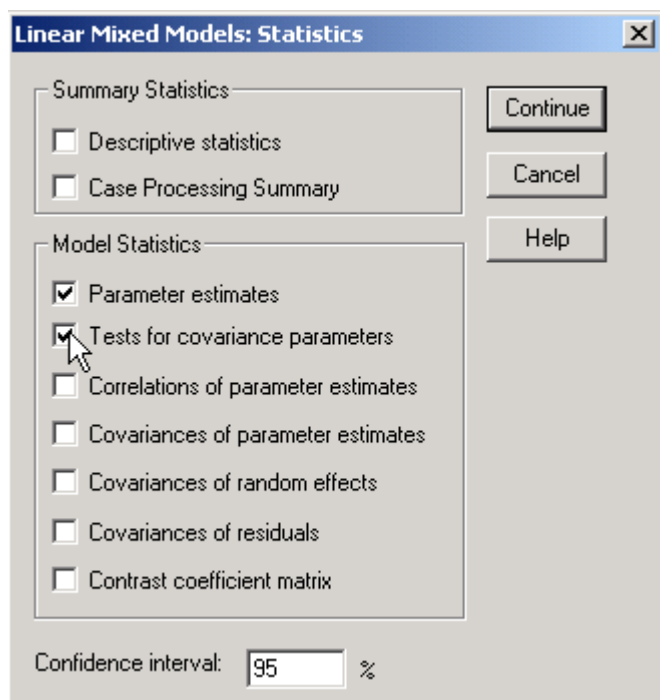 Linear Mixed Models: Statistics
Summary Statistics
Descriptive statistics
Case Processing Summary
Continue
Cancel
Help
Model Statistics
Parameter estimates
Tests for covariance parameters
Correlations of parameter estimates
Covariances of parameter estimates
Covariances of random effects
Covariances of residuals
Contrast coefficient matrix
Confidence interval: 95 %